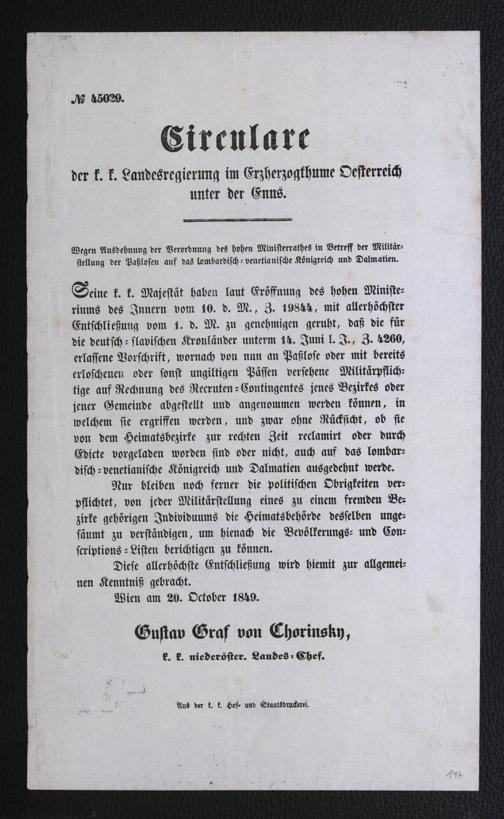 № 45029.
Circulare
der k. k. Landesregierung im Erzherzogthume Oesterreich
unter der Enns.
Wegen Ausdehnung der Verordnung des hohen Ministerrathes in Betreff der Militär-
stellung der Paßlosen auf das lombardisch-venetianische Königreich und Dalmatien.
Seine k. k. Majestät haben laut Eröffnung des hohen Ministe-
riums des Innern vom 10. d. M., Z. 19844, mit allerhöchster
Entschließung vom 1. d. M. zu genehmigen geruht, daß die für
die deutsch-slavischen Kronländer unterm 14. Juni l. J., Z. 4260,
erlassene Vorschrift, wornach von nun an Paßlose oder mit bereits
erloschenen oder sonst ungiltigen Pässen versehene Militärpflich-
tige auf Rechnung des Recruten-Contingentes jenes Bezirkes oder
jener Gemeinde abgestellt und angenommen werden können, in
welchem sie ergriffen werden, und zwar ohne Rücksicht, ob sie
von dem Heimatsbezirke zur rechten Zeit reclamirt oder durch
Edicte vorgeladen worden sind oder nicht, auch auf das lombar-
disch-venetianische Königreich und Dalmatien ausgedehnt werde.
Nur bleiben noch ferner die politischen Obrigkeiten ver-
pflichtet, von jeder Militärstellung eines zu einem fremden Be-
zirke gehörigen Individuums die Heimatsbehörde desselben unge-
säumt zu verständigen, um hienach die Bevölkerungs- und Con-
scriptions-Listen berichtigen zu können.
Diese allerhöchste Entschließung wird hiemit zur allgemei-
nen Kenntniß gebracht.
Wien am 20. October 1849.
Gustav Graf von Chorinsky,
k. k. niederöster. Landes-Chef.
Aus der k. k. Hof- und Staatsdruckerei.